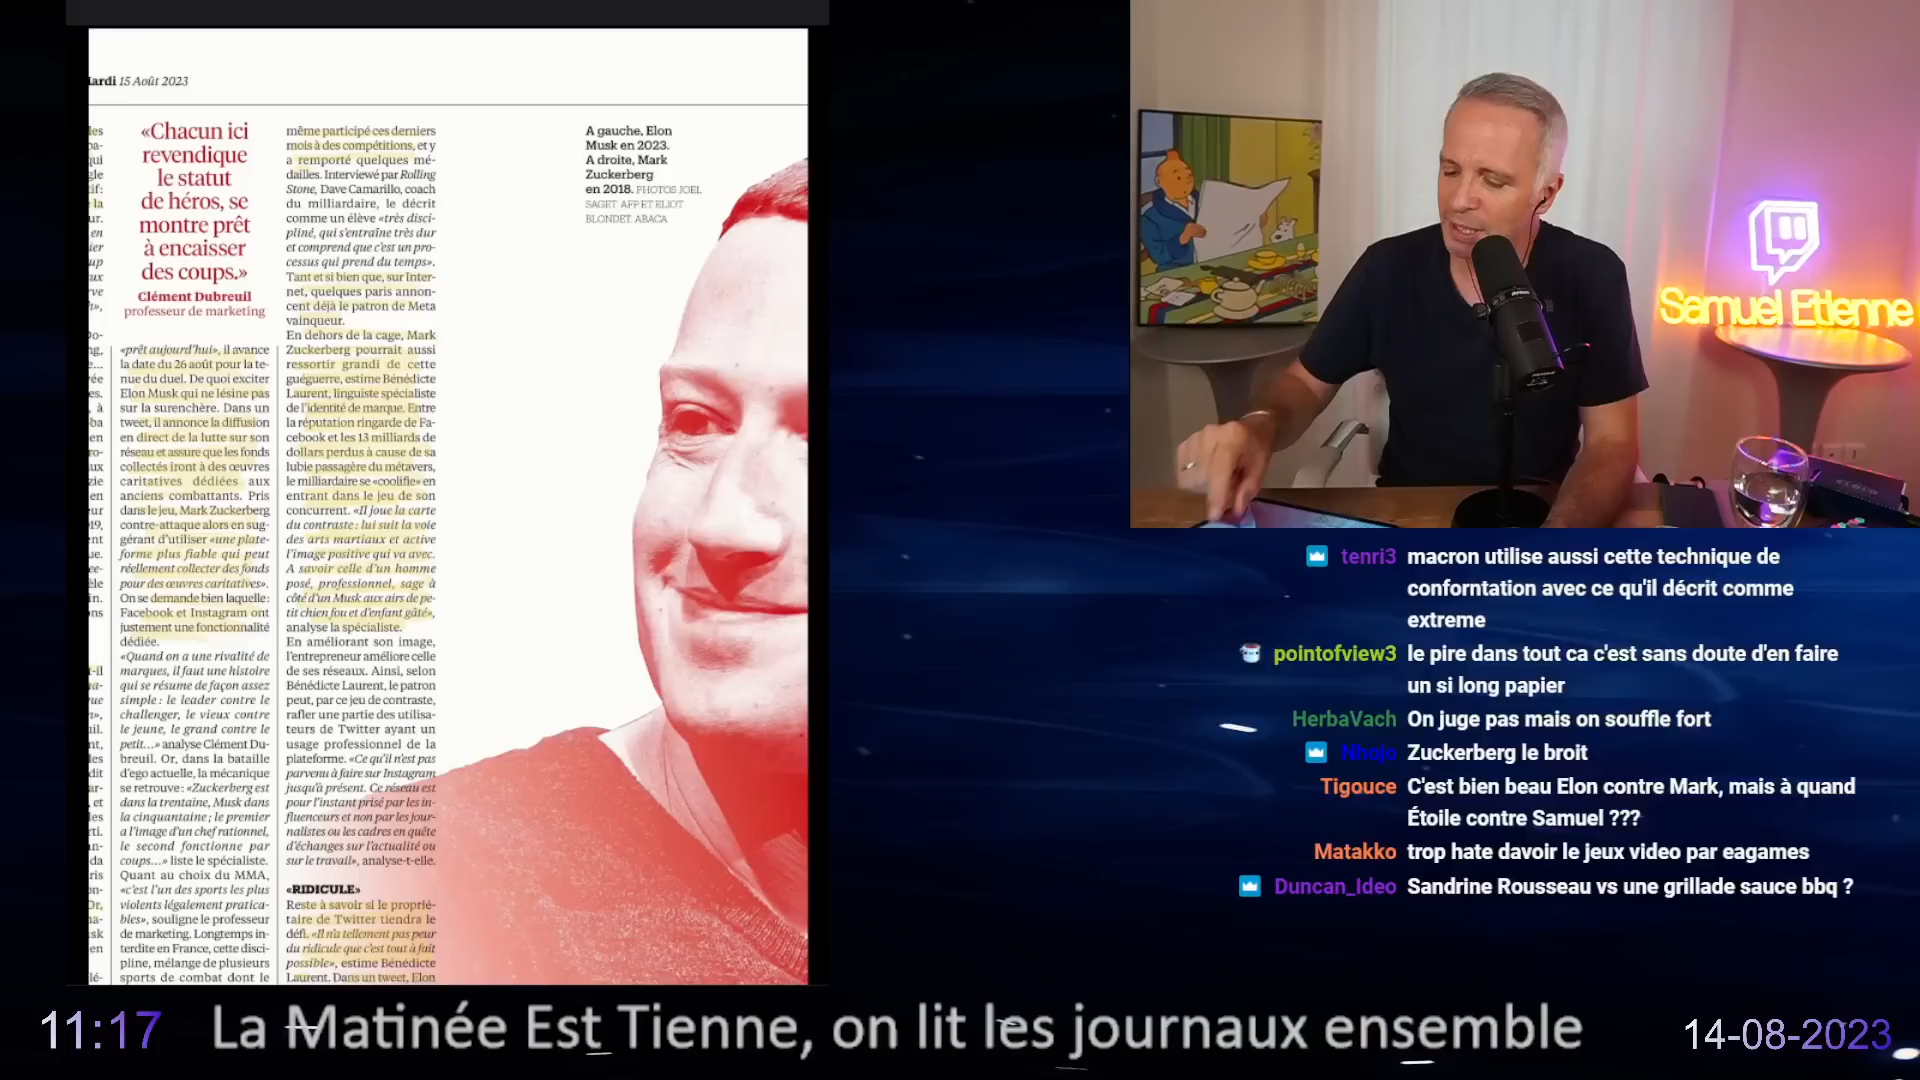 Mardi 15 Août 2023
«Chacun ici
revendique
le statut
de héros, se
montre prêt
à encaisser
des coups.»
Clément Dubreuil
professeur de marketing
«prêt aujourd'hui», il avance
la date du 26 août pour la te-
nue du duel. De quoi exciter
Elon Musk qui ne lésine pas
sur la surenchère. Dans un
tweet, il annonce la diffusion
en direct de la lutte sur son
réseau et assure que les fonds
collectés iront à des œuvres
caritatives dédiées aux
anciens combattants. Pris
dans le jeu, Mark Zuckerberg
contre-attaque alors en sug-
gérant d'utiliser «une plate-
forme plus fiable qui peut
réellement collecter des fonds
pour des œuvres caritatives».
On se demande bien laquelle:
Facebook et Instagram ont
justement une fonctionnalité
dédiée.
«Quand on a une rivalité de
marques, il faut une histoire
qui se résume de façon assez
simple : le leader contre le
challenger, le vieux contre
le jeune, le grand contre le
petit...» analyse Clément Du-
breuil. Or, dans la bataille
d'ego actuelle, la mécanique
se retrouve: «Zuckerberg est
dans la trentaine, Musk dans
la cinquantaine ; le premier
a l'image d'un chef rationnel,
le second fonctionne par
coups...» liste le spécialiste.
Quant au choix du MMA,
«c'est l'un des sports les plus
violents légalement pratica-
bles», souligne le professeur
de marketing. Longtemps in-
terdite en France, cette disci-
pline, mélange de plusieurs
sports de combat dont le
même participé ces derniers
mois à des compétitions, et y
a remporté quelques mé-
dailles. Interviewé par Rolling
Stone, Dave Camarillo, coach
du milliardaire, le décrit
comme un élève «très disci-
pliné, qui s'entraîne très dur
et comprend que c'est un pro-
cessus qui prend du temps».
Tant et si bien que, sur Inter-
net, quelques paris annon-
cent déjà le patron de Meta
vainqueur.
En dehors de la cage, Mark
Zuckerberg pourrait aussi
ressortir grandi de cette
guéguerre, estime Bénédicte
Laurent, linguiste spécialiste
de l'identité de marque. Entre
la réputation ringarde de Fa-
cebook et les 13 milliards de
dollars perdus à cause de sa
lubie passagère du métavers,
le milliardaire se «coolifie» en
entrant dans le jeu de son
concurrent. «Il joue la carte
du contraste : lui suit la voie
des arts martiaux et active
l'image positive qui va avec.
A savoir celle d'un homme
posé, professionnel, sage à
côté d'un Musk aux airs de pe-
tit chien fou et d'enfant gâté»,
analyse la spécialiste.
En améliorant son image,
l'entrepreneur améliore celle
de ses réseaux. Ainsi, selon
Bénédicte Laurent, le patron
peut, par ce jeu de contraste,
rafler une partie des utilisa-
teurs de Twitter ayant un
usage professionnel de la
plateforme. «Ce qu'il n'est pas
parvenu à faire sur Instagram
jusqu'à présent. Ce réseau est
pour l'instant prisé par les in-
fluenceurs et non par les jour-
nalistes ou les cadres en quête
d'échanges sur l'actualité ou
sur le travail», analyse-t-elle.
«RIDICULE»
Reste à savoir si le proprié-
taire de Twitter tiendra le
défi. «Il n'a tellement pas peur
du ridicule que c'est tout à fait
possible», estime Bénédicte
Laurent. Dans un tweet, Elon
A gauche, Elon
Musk en 2023.
A droite, Mark
Zuckerberg
en 2018. PHOTOS JOEL
SAGET. AFP ET ELIOT
BLONDET. ABACA
Samuel Etienne
tenri3 macron utilise aussi cette technique de
conforntation avec ce qu'il décrit comme
extreme
pointofview3 le pire dans tout ca c'est sans doute d'en faire
un si long papier
HerbaVach On juge pas mais on souffle fort
Nhojo Zuckerberg le broit
Tigouce C'est bien beau Elon contre Mark, mais à quand
Étoile contre Samuel ???
Matakko trop hate davoir le jeux video par eagames
Duncan_Ideo Sandrine Rousseau vs une grillade sauce bbq ?
11:17 La Matinée Est Tienne, on lit les journaux ensemble 14-08-2023